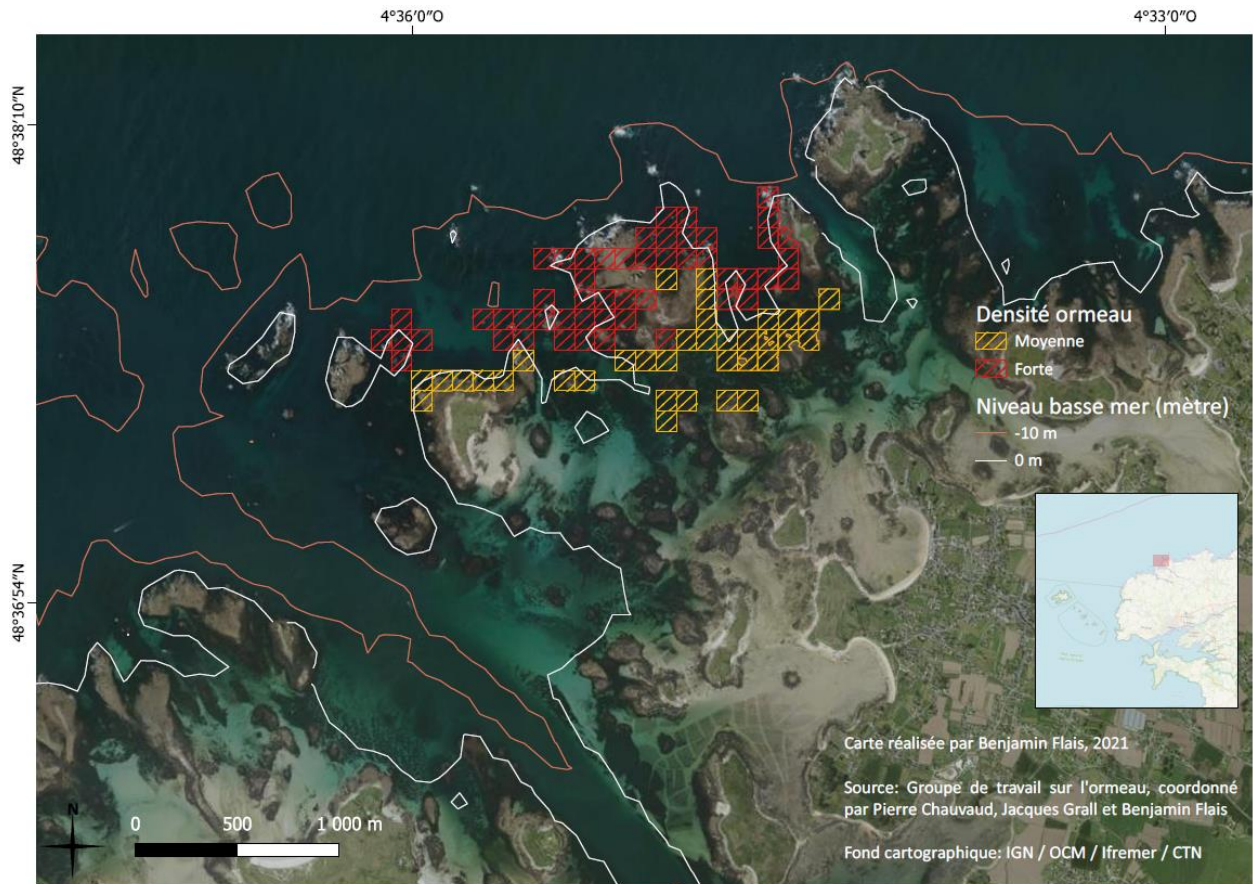 4°36'0"O
4°33'0"O
48°38'10"N
48°36'54"N
Densité ormeau
Moyenne
Forte
Niveau basse mer (mètre)
-10 m
0 m
N
0 500 1 000 m
Carte réalisée par Benjamin Flais, 2021
Source: Groupe de travail sur l'ormeau, coordonné
par Pierre Chauvaud, Jacques Grall et Benjamin Flais
Fond cartographique: IGN / OCM / Ifremer / CTN